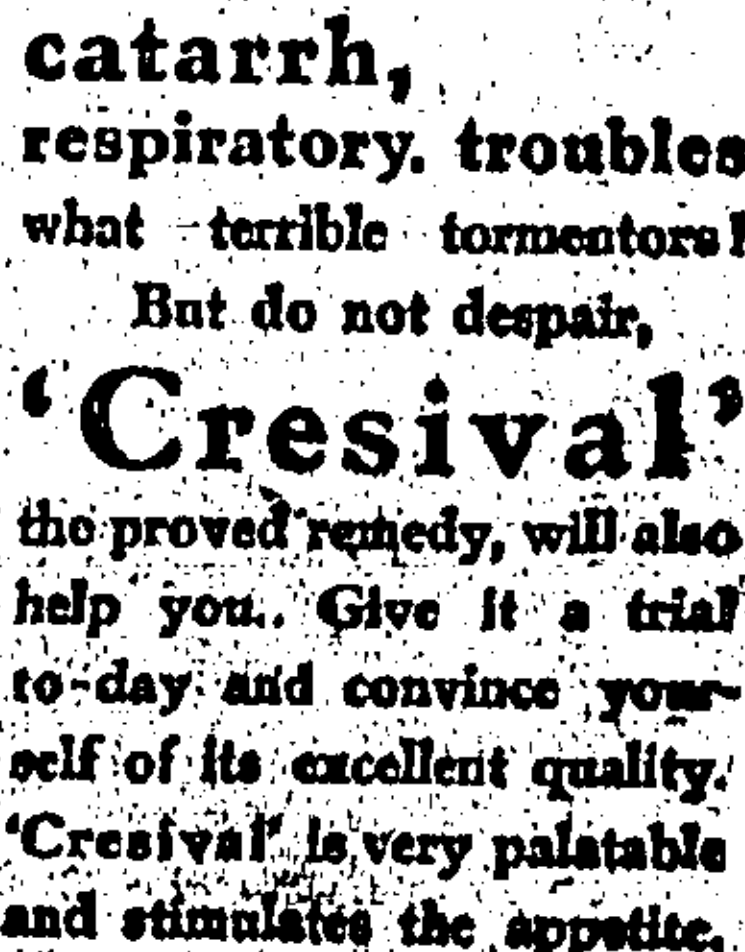 catarrh,
respiratory. troubles
what terrible tormentors!
But do not despair,
'Cresival'
the proved remedy, will also
help you. Give it a trial
to-day and convince your-
self of its excellent quality.
'Cresival' is very palatable
and stimulates the appetite.